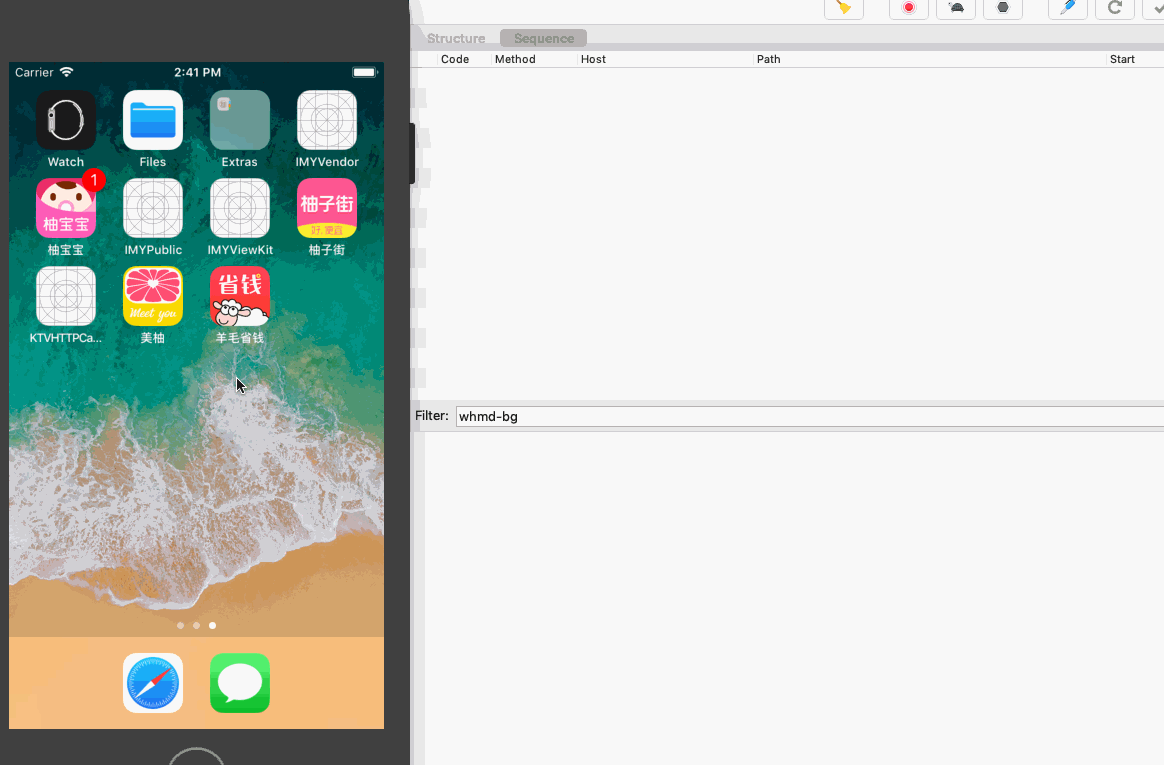 Structure
Sequence
Code Method Host Path Start
Carrier 2:41 PM
Watch Files Extras IMYVendor
1
柚宝宝
柚子街
好.便宜
柚宝宝 IMYPublic IMYViewKit 柚子街
省钱
Meet you
KTVHTTPCa... 美柚 羊毛省钱
Filter: whmd-bg